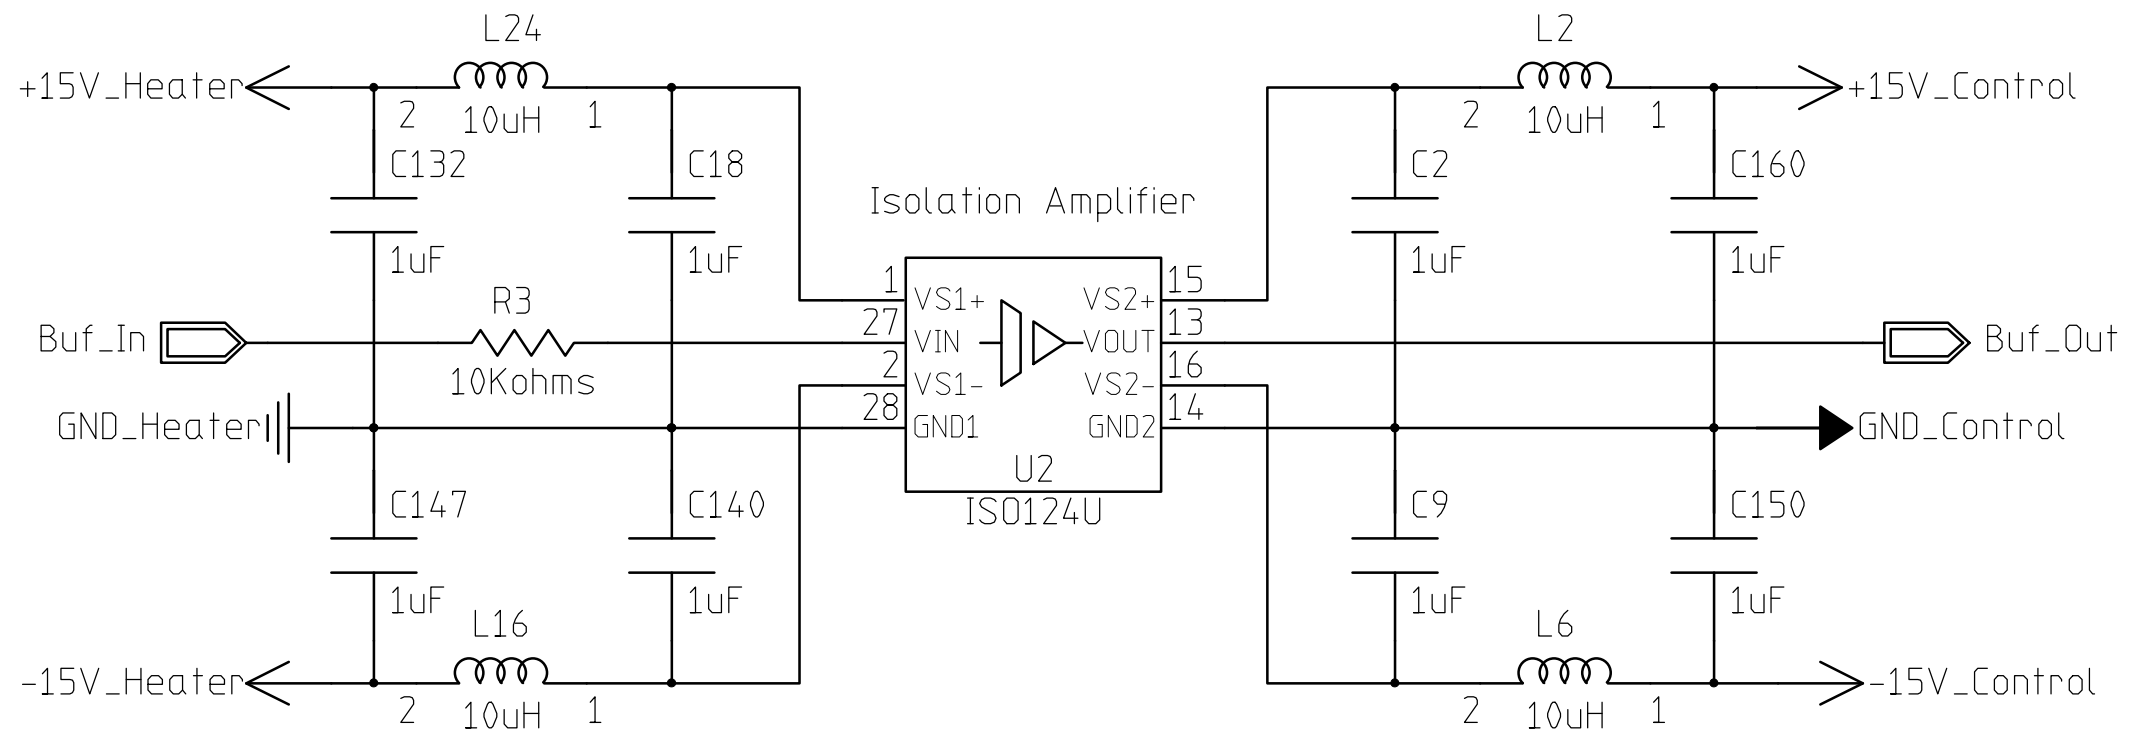 L24
L2
+15V_Heater
+15V_Control
2
10uH
1
2
10uH
1
C132
C18
C2
C160
Isolation Amplifier
1uF
1uF
1uF
1uF
1
VS1+
VS2+
15
R3
27
13
Buf_In
VIN
VOUT
Buf_Out
10Kohms
2
VS1-
VS2-
16
28
14
GND_Heater
GND1
GND2
GND_Control
U2
ISO124U
C147
C140
C9
C150
1uF
1uF
1uF
1uF
L16
L6
-15V_Heater
-15V_Control
2
10uH
1
2
10uH
1